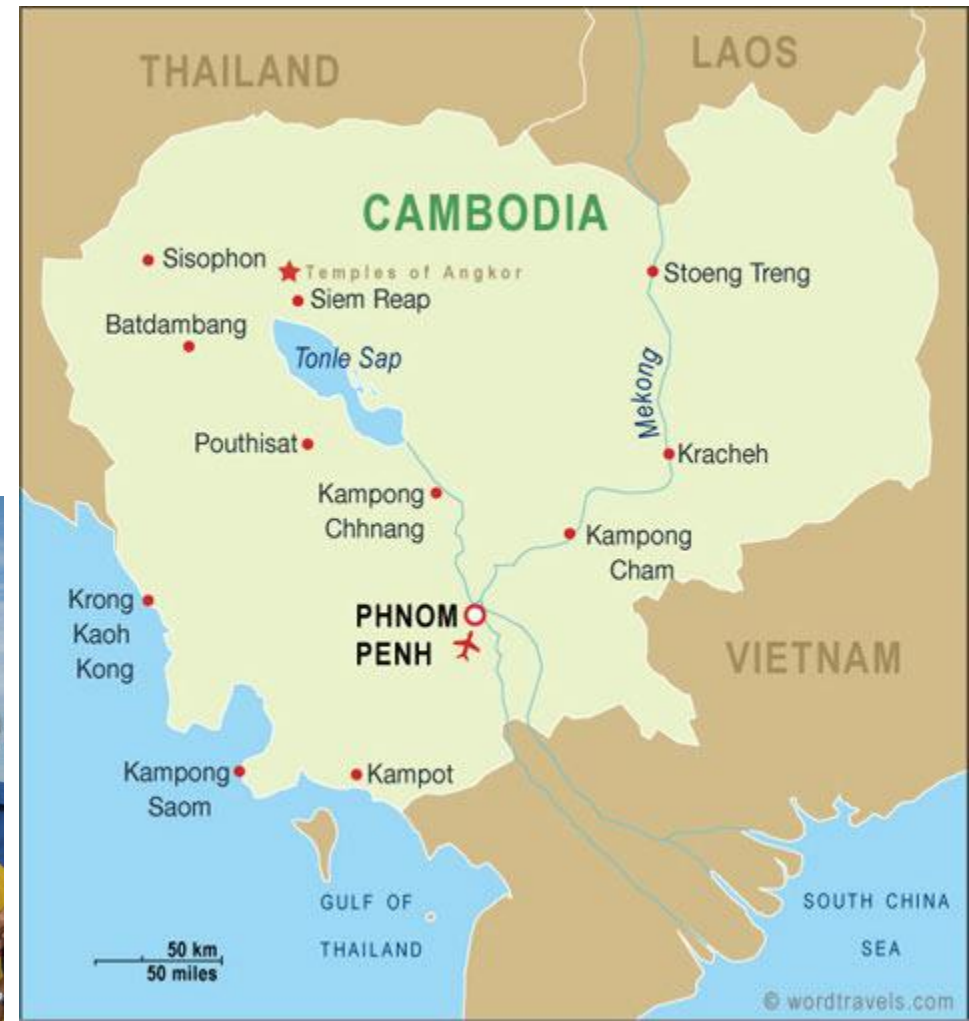 THAILAND
LAOS
CAMBODIA
Sisophon
Temples of Angkor
Siem Reap
Stoeng Treng
Batdambang
Tonle Sap
Mekong
Pouthisat
Kracheh
Kampong
Chhnang
Kampong
Cham
Krong
Kaoh
Kong
PHNOM
PENH
VIETNAM
Kampong
Saom
Kampot
GULF OF
THAILAND
SOUTH CHINA
SEA
50 km
50 miles
© wordtravels.com